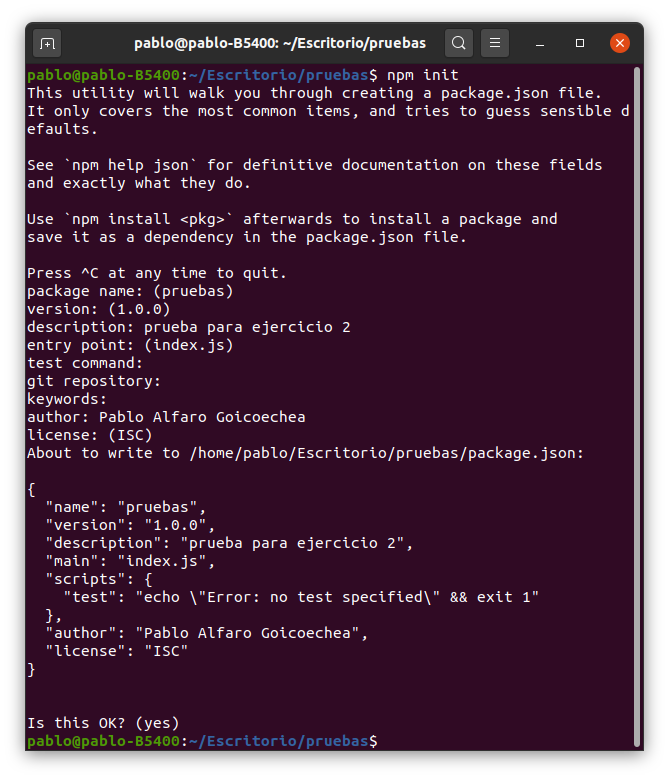 pablo@pablo-B5400: ~/Escritorio/pruebas
pablo@pablo-B5400:~/Escritorio/pruebas$ npm init
This utility will walk you through creating a package.json file.
It only covers the most common items, and tries to guess sensible d
efaults.
See `npm help json` for definitive documentation on these fields
and exactly what they do.
Use `npm install <pkg>` afterwards to install a package and
save it as a dependency in the package.json file.
Press ^C at any time to quit.
package name: (pruebas)
version: (1.0.0)
description: prueba para ejercicio 2
entry point: (index.js)
test command:
git repository:
keywords:
author: Pablo Alfaro Goicoechea
license: (ISC)
About to write to /home/pablo/Escritorio/pruebas/package.json:
{
  "name": "pruebas",
  "version": "1.0.0",
  "description": "prueba para ejercicio 2",
  "main": "index.js",
  "scripts": {
    "test": "echo \"Error: no test specified\" && exit 1"
  },
  "author": "Pablo Alfaro Goicoechea",
  "license": "ISC"
}
Is this OK? (yes)
pablo@pablo-B5400:~/Escritorio/pruebas$